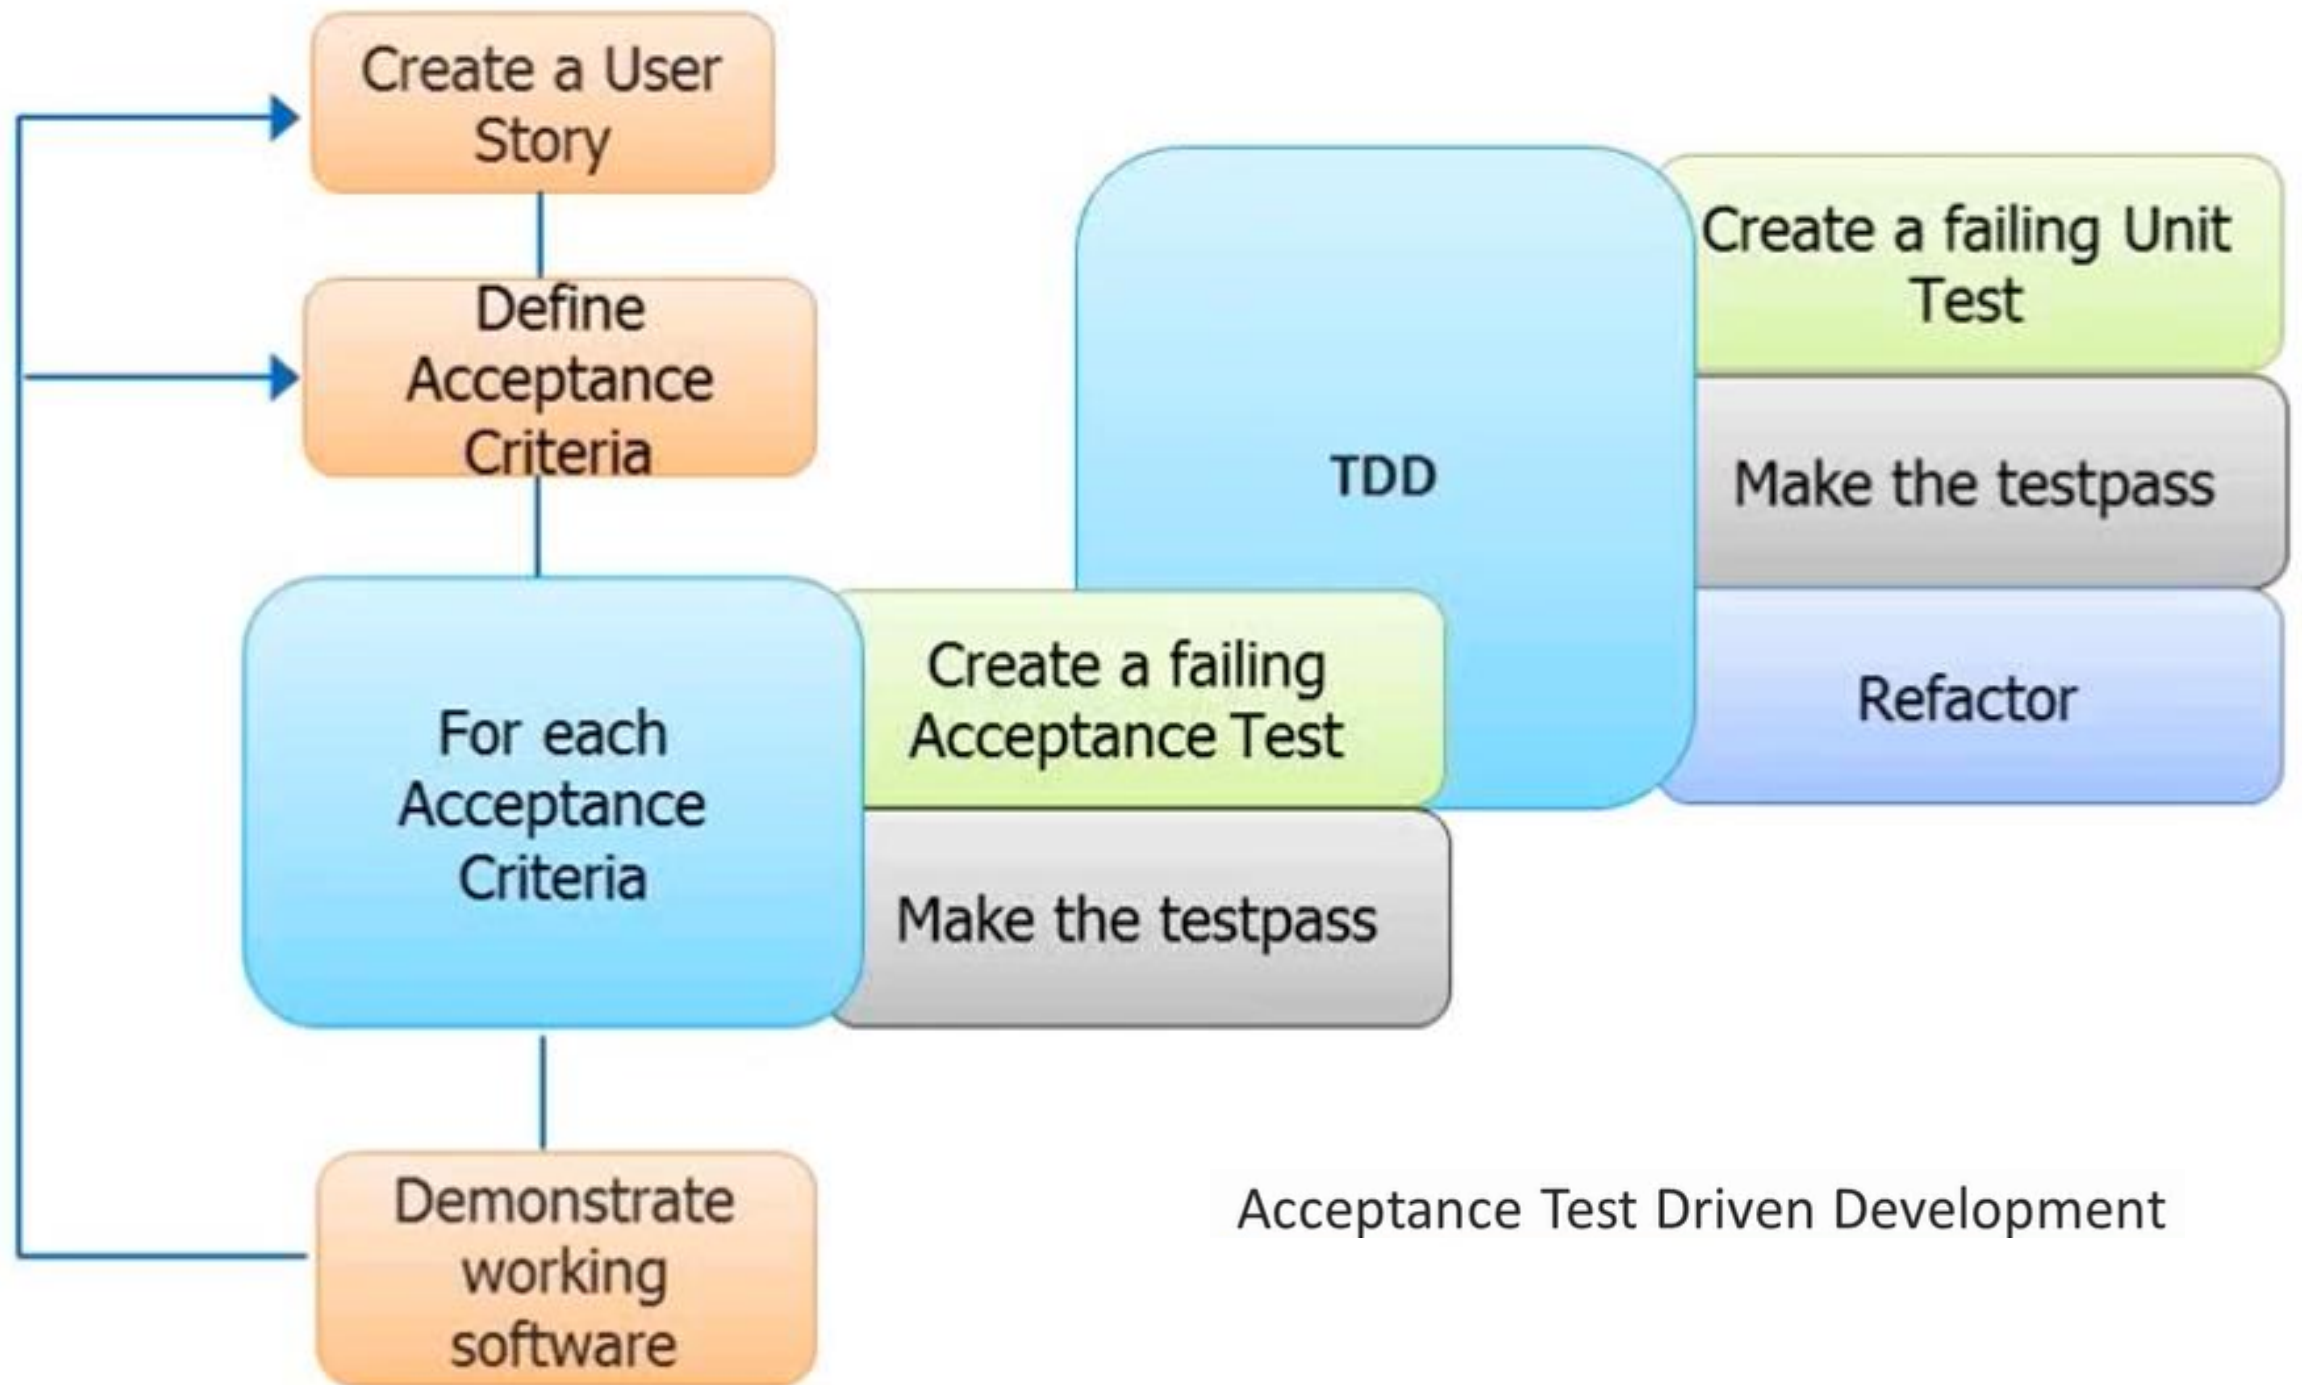 Create a User
Story
Define
Acceptance
Criteria
For each
Acceptance
Criteria
Create a failing
Acceptance Test
Make the testpass
TDD
Create a failing Unit
Test
Make the testpass
Refactor
Demonstrate
working
software
Acceptance Test Driven Development